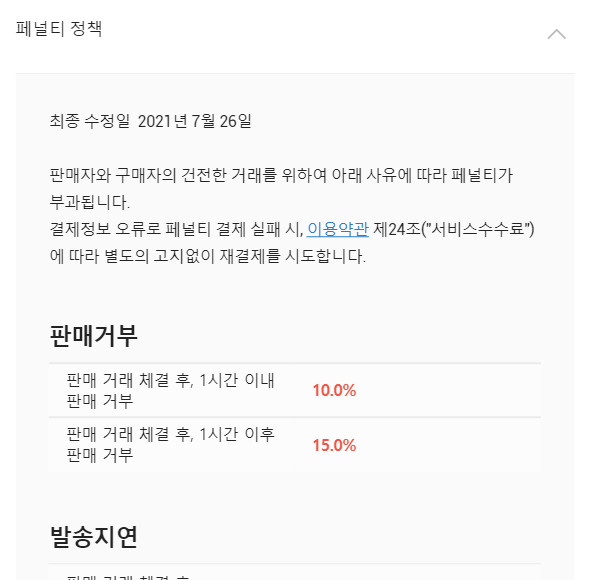 페널티 정책
최종 수정일 2021년 7월 26일
판매자와 구매자의 건전한 거래를 위하여 아래 사유에 따라 페널티가
부과됩니다.
결제정보 오류로 페널티 결제 실패 시, 이용약관 제24조("서비스수수료")
에 따라 별도의 고지없이 재결제를 시도합니다.
판매거부
판매 거래 체결 후, 1시간 이내
판매 거부
10.0%
판매 거래 체결 후, 1시간 이후
판매 거부
15.0%
발송지연
판매 거래 체결 후